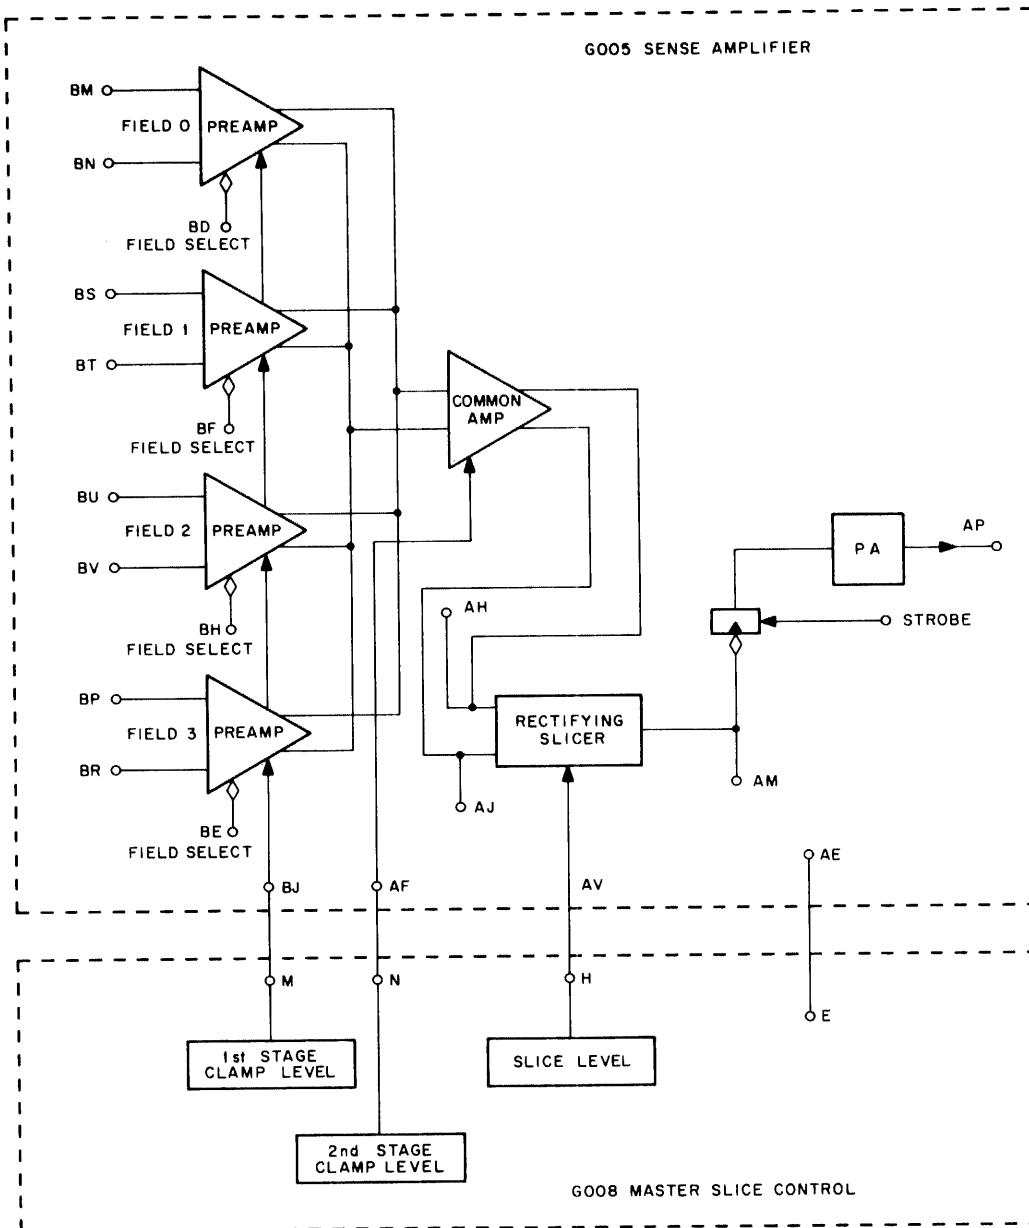 G005 SENSE AMPLIFIER
BM
FIELD 0
PREAMP
BN
BD
FIELD SELECT
BS
FIELD 1
PREAMP
BT
BF
FIELD SELECT
COMMON
AMP
BU
FIELD 2
PREAMP
BV
BH
FIELD SELECT
AH
PA
AP
STROBE
BP
FIELD 3
PREAMP
BR
BE
FIELD SELECT
RECTIFYING
SLICER
AJ
AM
BJ
AF
AV
AE
M
N
H
E
1st STAGE
CLAMP LEVEL
SLICE LEVEL
2nd STAGE
CLAMP LEVEL
G008 MASTER SLICE CONTROL